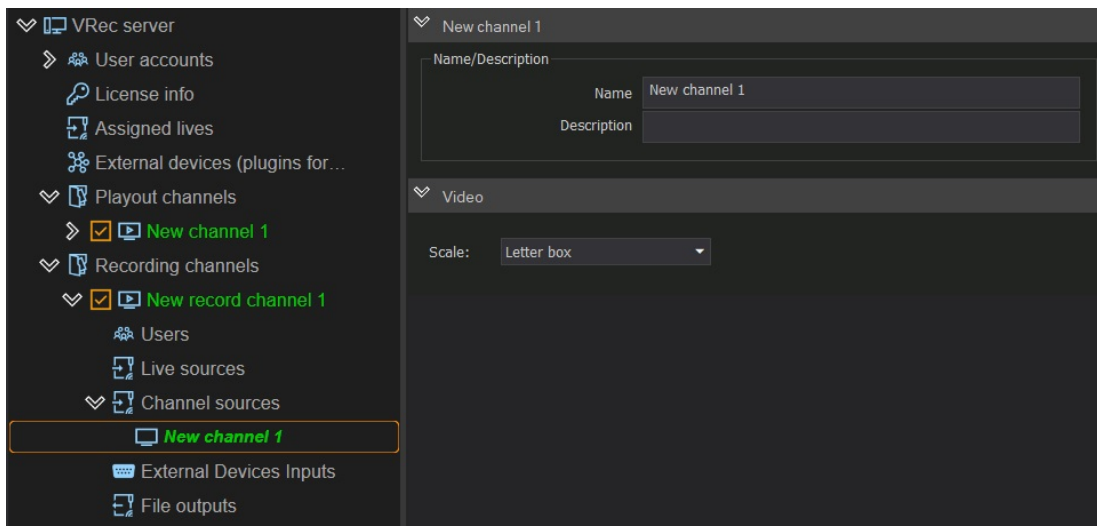 VRec server
User accounts
License info
Assigned lives
External devices (plugins for...
Playout channels
New channel 1
Recording channels
New record channel 1
Users
Live sources
Channel sources
New channel 1
External Devices Inputs
File outputs
New channel 1
Name/Description
Name New channel 1
Description
Video
Scale: Letter box